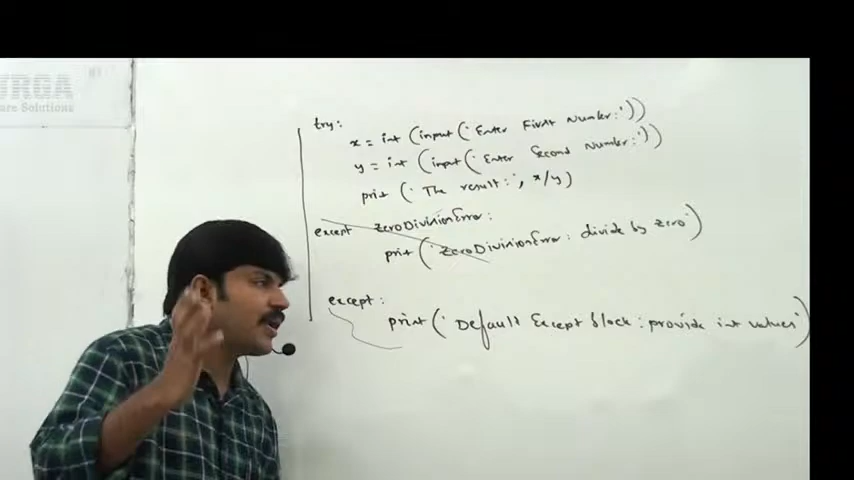 VRGA
are Solutions
try:
x = int (input ('Enter First Number:'))
y = int (input ('Enter Second Number:'))
print ('The result:', x/y)
except ZeroDivisionError:
print ('ZeroDivisionError: divide by zero')
except:
print ('Default Except block: provide int values')